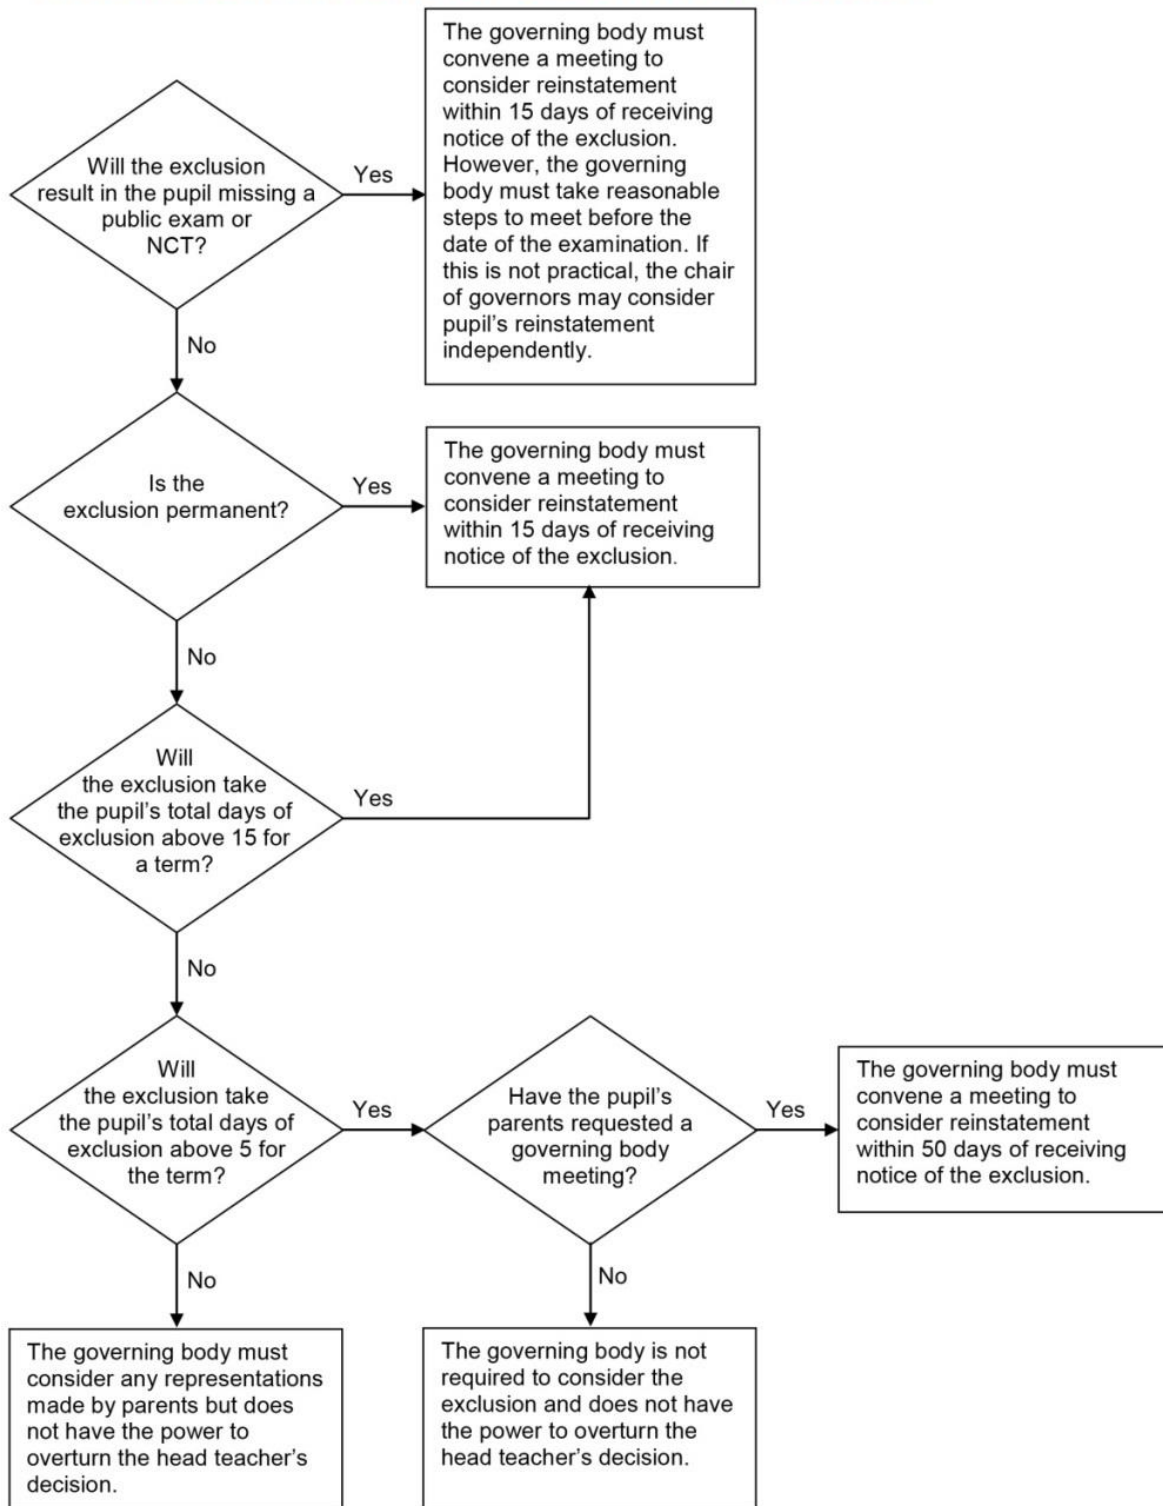 The governing body must
convene a meeting to
consider reinstatement
within 15 days of receiving
notice of the exclusion.
However, the governing
body must take reasonable
steps to meet before the
date of the examination. If
this is not practical, the chair
of governors may consider
pupil's reinstatement
independently.
Will the exclusion
result in the pupil missing a
public exam or
NCT?
Yes
No
Is the
exclusion permanent?
Yes
The governing body must
convene a meeting to
consider reinstatement
within 15 days of receiving
notice of the exclusion.
No
Will
the exclusion take
the pupil's total days of
exclusion above 15 for
a term?
Yes
No
Will
the exclusion take
the pupil's total days of
exclusion above 5 for
the term?
Yes
Have the pupil's
parents requested a
governing body
meeting?
Yes
The governing body must
convene a meeting to
consider reinstatement
within 50 days of receiving
notice of the exclusion.
No
No
The governing body must
consider any representations
made by parents but does
not have the power to
overturn the head teacher's
decision.
The governing body is not
required to consider the
exclusion and does not have
the power to overturn the
head teacher's decision.